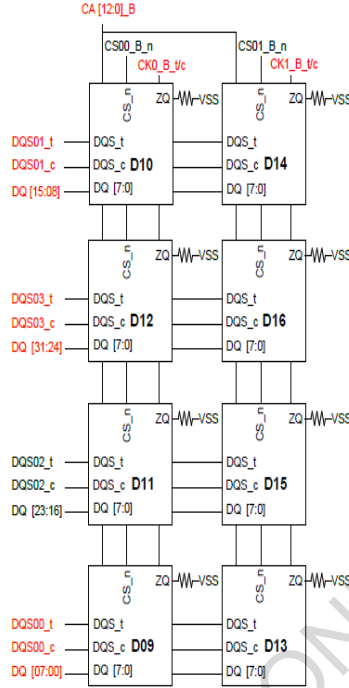 CA [12:0]_B
CS00_B_n CS01_B_n
CK0_B_t/c CK1_B_t/c
CS_n ZQ VSS CS_n ZQ VSS
DQS01_t DQS_t DQS_t
DQS01_c DQS_c D10 DQS_c D14
DQ [15:08] DQ [7:0] DQ [7:0]
CS_n ZQ VSS CS_n ZQ VSS
DQS03_t DQS_t DQS_t
DQS03_c DQS_c D12 DQS_c D16
DQ [31:24] DQ [7:0] DQ [7:0]
CS_n ZQ VSS CS_n ZQ VSS
DQS02_t DQS_t DQS_t
DQS02_c DQS_c D11 DQS_c D15
DQ [23:16] DQ [7:0] DQ [7:0]
CS_n ZQ VSS CS_n ZQ VSS
DQS00_t DQS_t DQS_t
DQS00_c DQS_c D09 DQS_c D13
DQ [07:00] DQ [7:0] DQ [7:0]